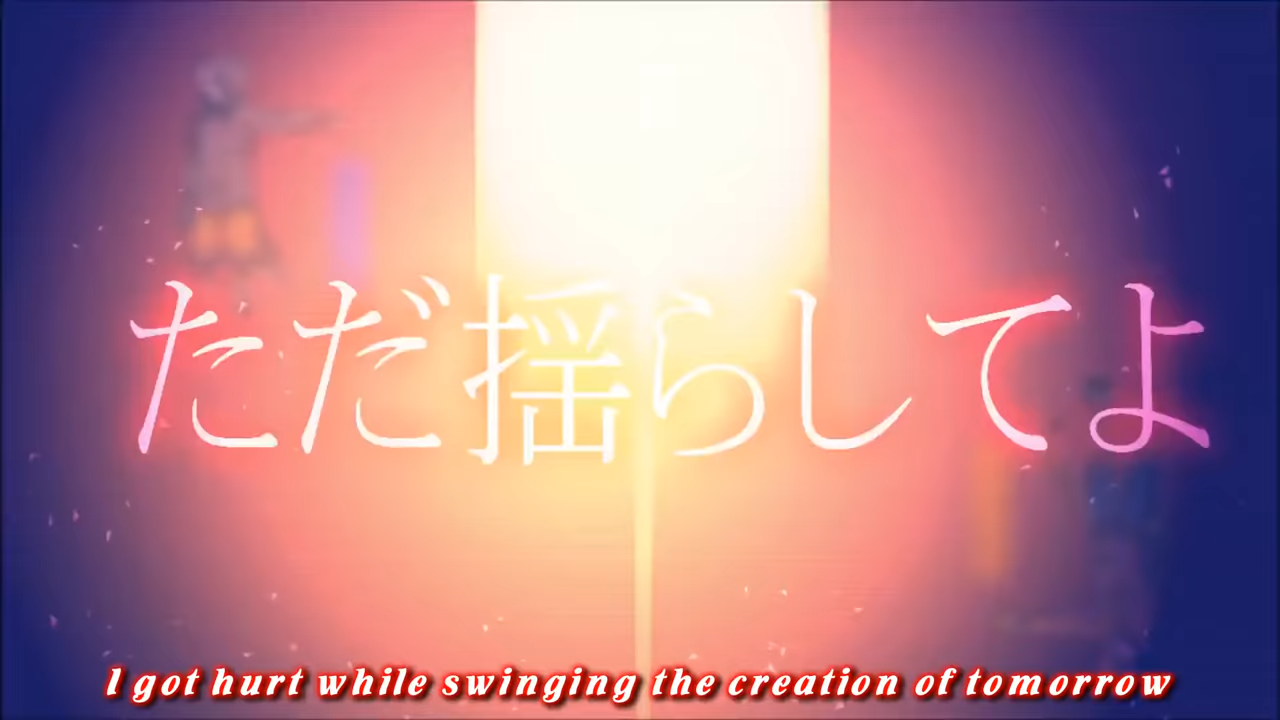 ただ揺らしてよ
I got hurt while swinging the creation of tomorrow